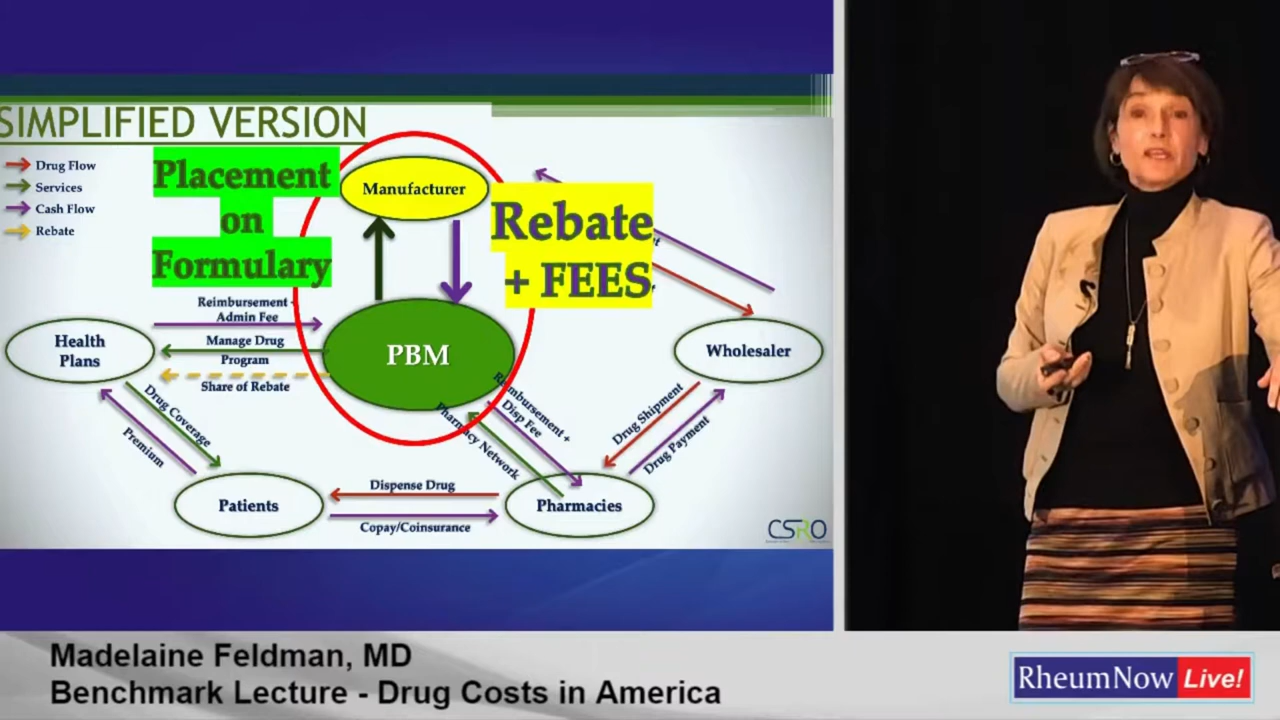 SIMPLIFIED VERSION
Drug Flow
Services
Cash Flow
Rebate
Placement
on
Formulary
Manufacturer
Rebate
+ FEES
Reimbursement -
Admin Fee
Manage Drug
Program
Share of Rebate
Health
Plans
PBM
Wholesaler
Drug Coverage
Premium
Reimbursement +
Disp Fee
Pharmacy Network
Drug Shipment
Drug Payment
Patients
Dispense Drug
Copay/Coinsurance
Pharmacies
CSRO
Madelaine Feldman, MD
Benchmark Lecture - Drug Costs in America
RheumNow Live!